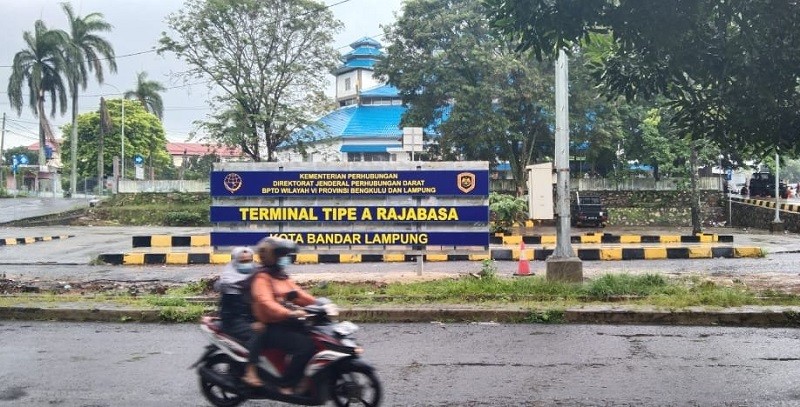 KEMENTERIAN PERHUBUNGAN
DIREKTORAT JENDERAL PERHUBUNGAN DARAT
BPTD WILAYAH VI PROVINSI BENGKULU DAN LAMPUNG
TERMINAL TIPE A RAJABASA
KOTA BANDAR LAMPUNG